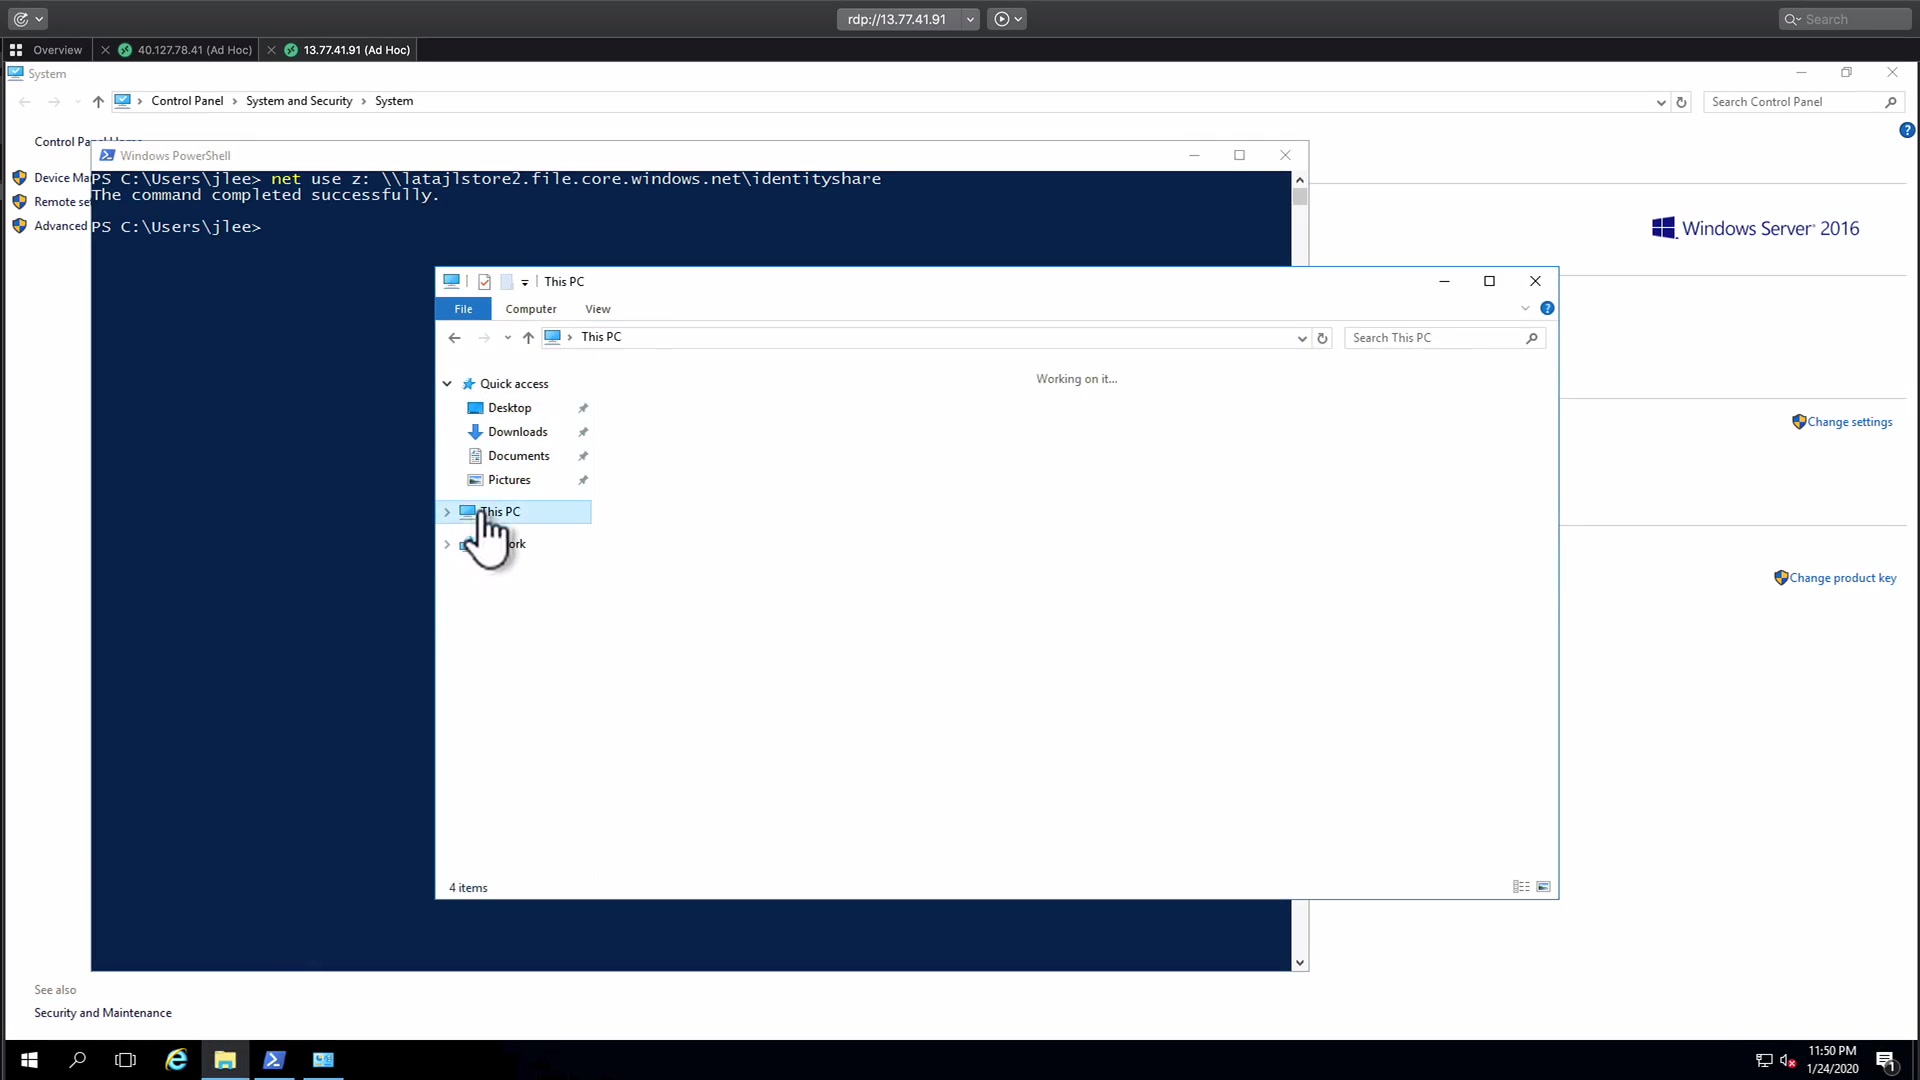 rdp://13.77.41.91
Search
Overview
40.127.78.41 (Ad Hoc)
13.77.41.91 (Ad Hoc)
System
Control Panel > System and Security > System
Search Control Panel
Control Pa
Windows PowerShell
Device Ma
Remote se
Advanced
PS C:\Users\jlee> net use z: \\latajlstore2.file.core.windows.net\identityshare
The command completed successfully.
PS C:\Users\jlee>
Windows Server 2016
This PC
File
Computer
View
This PC
Search This PC
Working on it...
Quick access
Desktop
Downloads
Documents
Pictures
This PC
ork
Change settings
Change product key
4 items
See also
Security and Maintenance
11:50 PM
1/24/2020
1